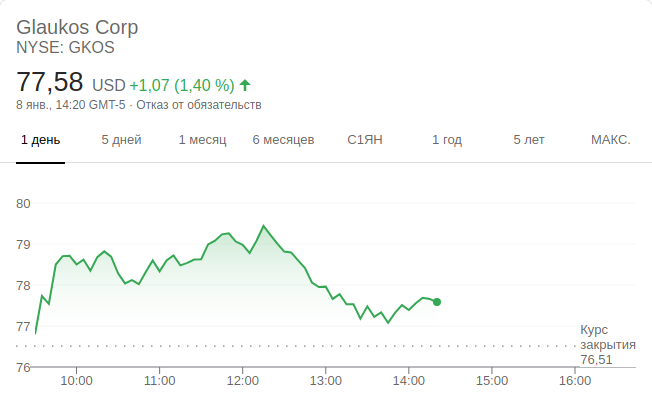 Glaukos Corp
NYSE: GKOS
77,58 USD +1,07 (1,40 %)
8 янв., 14:20 GMT-5 · Отказ от обязательств
1 день 5 дней 1 месяц 6 месяцев С1ЯН 1 год 5 лет МАКС.
80
79
78
77
Курс
закрытия
76,51
76
10:00 11:00 12:00 13:00 14:00 15:00 16:00